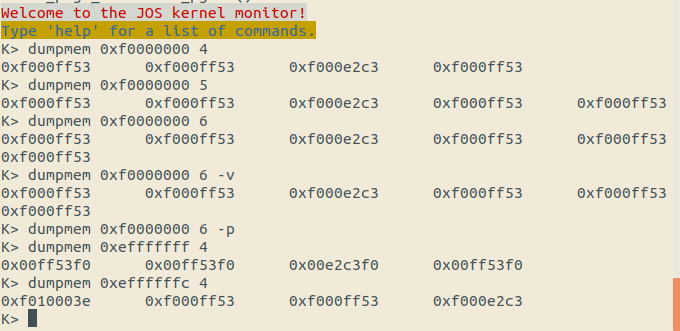 Welcome to the JOS kernel monitor!
Type 'help' for a list of commands.
K> dumpmem 0xf0000000 4
0xf000ff53 0xf000ff53 0xf000e2c3 0xf000ff53
K> dumpmem 0xf0000000 5
0xf000ff53 0xf000ff53 0xf000e2c3 0xf000ff53 0xf000ff53
K> dumpmem 0xf0000000 6
0xf000ff53 0xf000ff53 0xf000e2c3 0xf000ff53 0xf000ff53
0xf000ff53
K> dumpmem 0xf0000000 6 -v
0xf000ff53 0xf000ff53 0xf000e2c3 0xf000ff53 0xf000ff53
0xf000ff53
K> dumpmem 0xf0000000 6 -p
K> dumpmem 0xefffffff 4
0x00ff53f0 0x00ff53f0 0x00e2c3f0 0x00ff53f0
K> dumpmem 0xeffffffc 4
0xf010003e 0xf000ff53 0xf000ff53 0xf000e2c3
K>